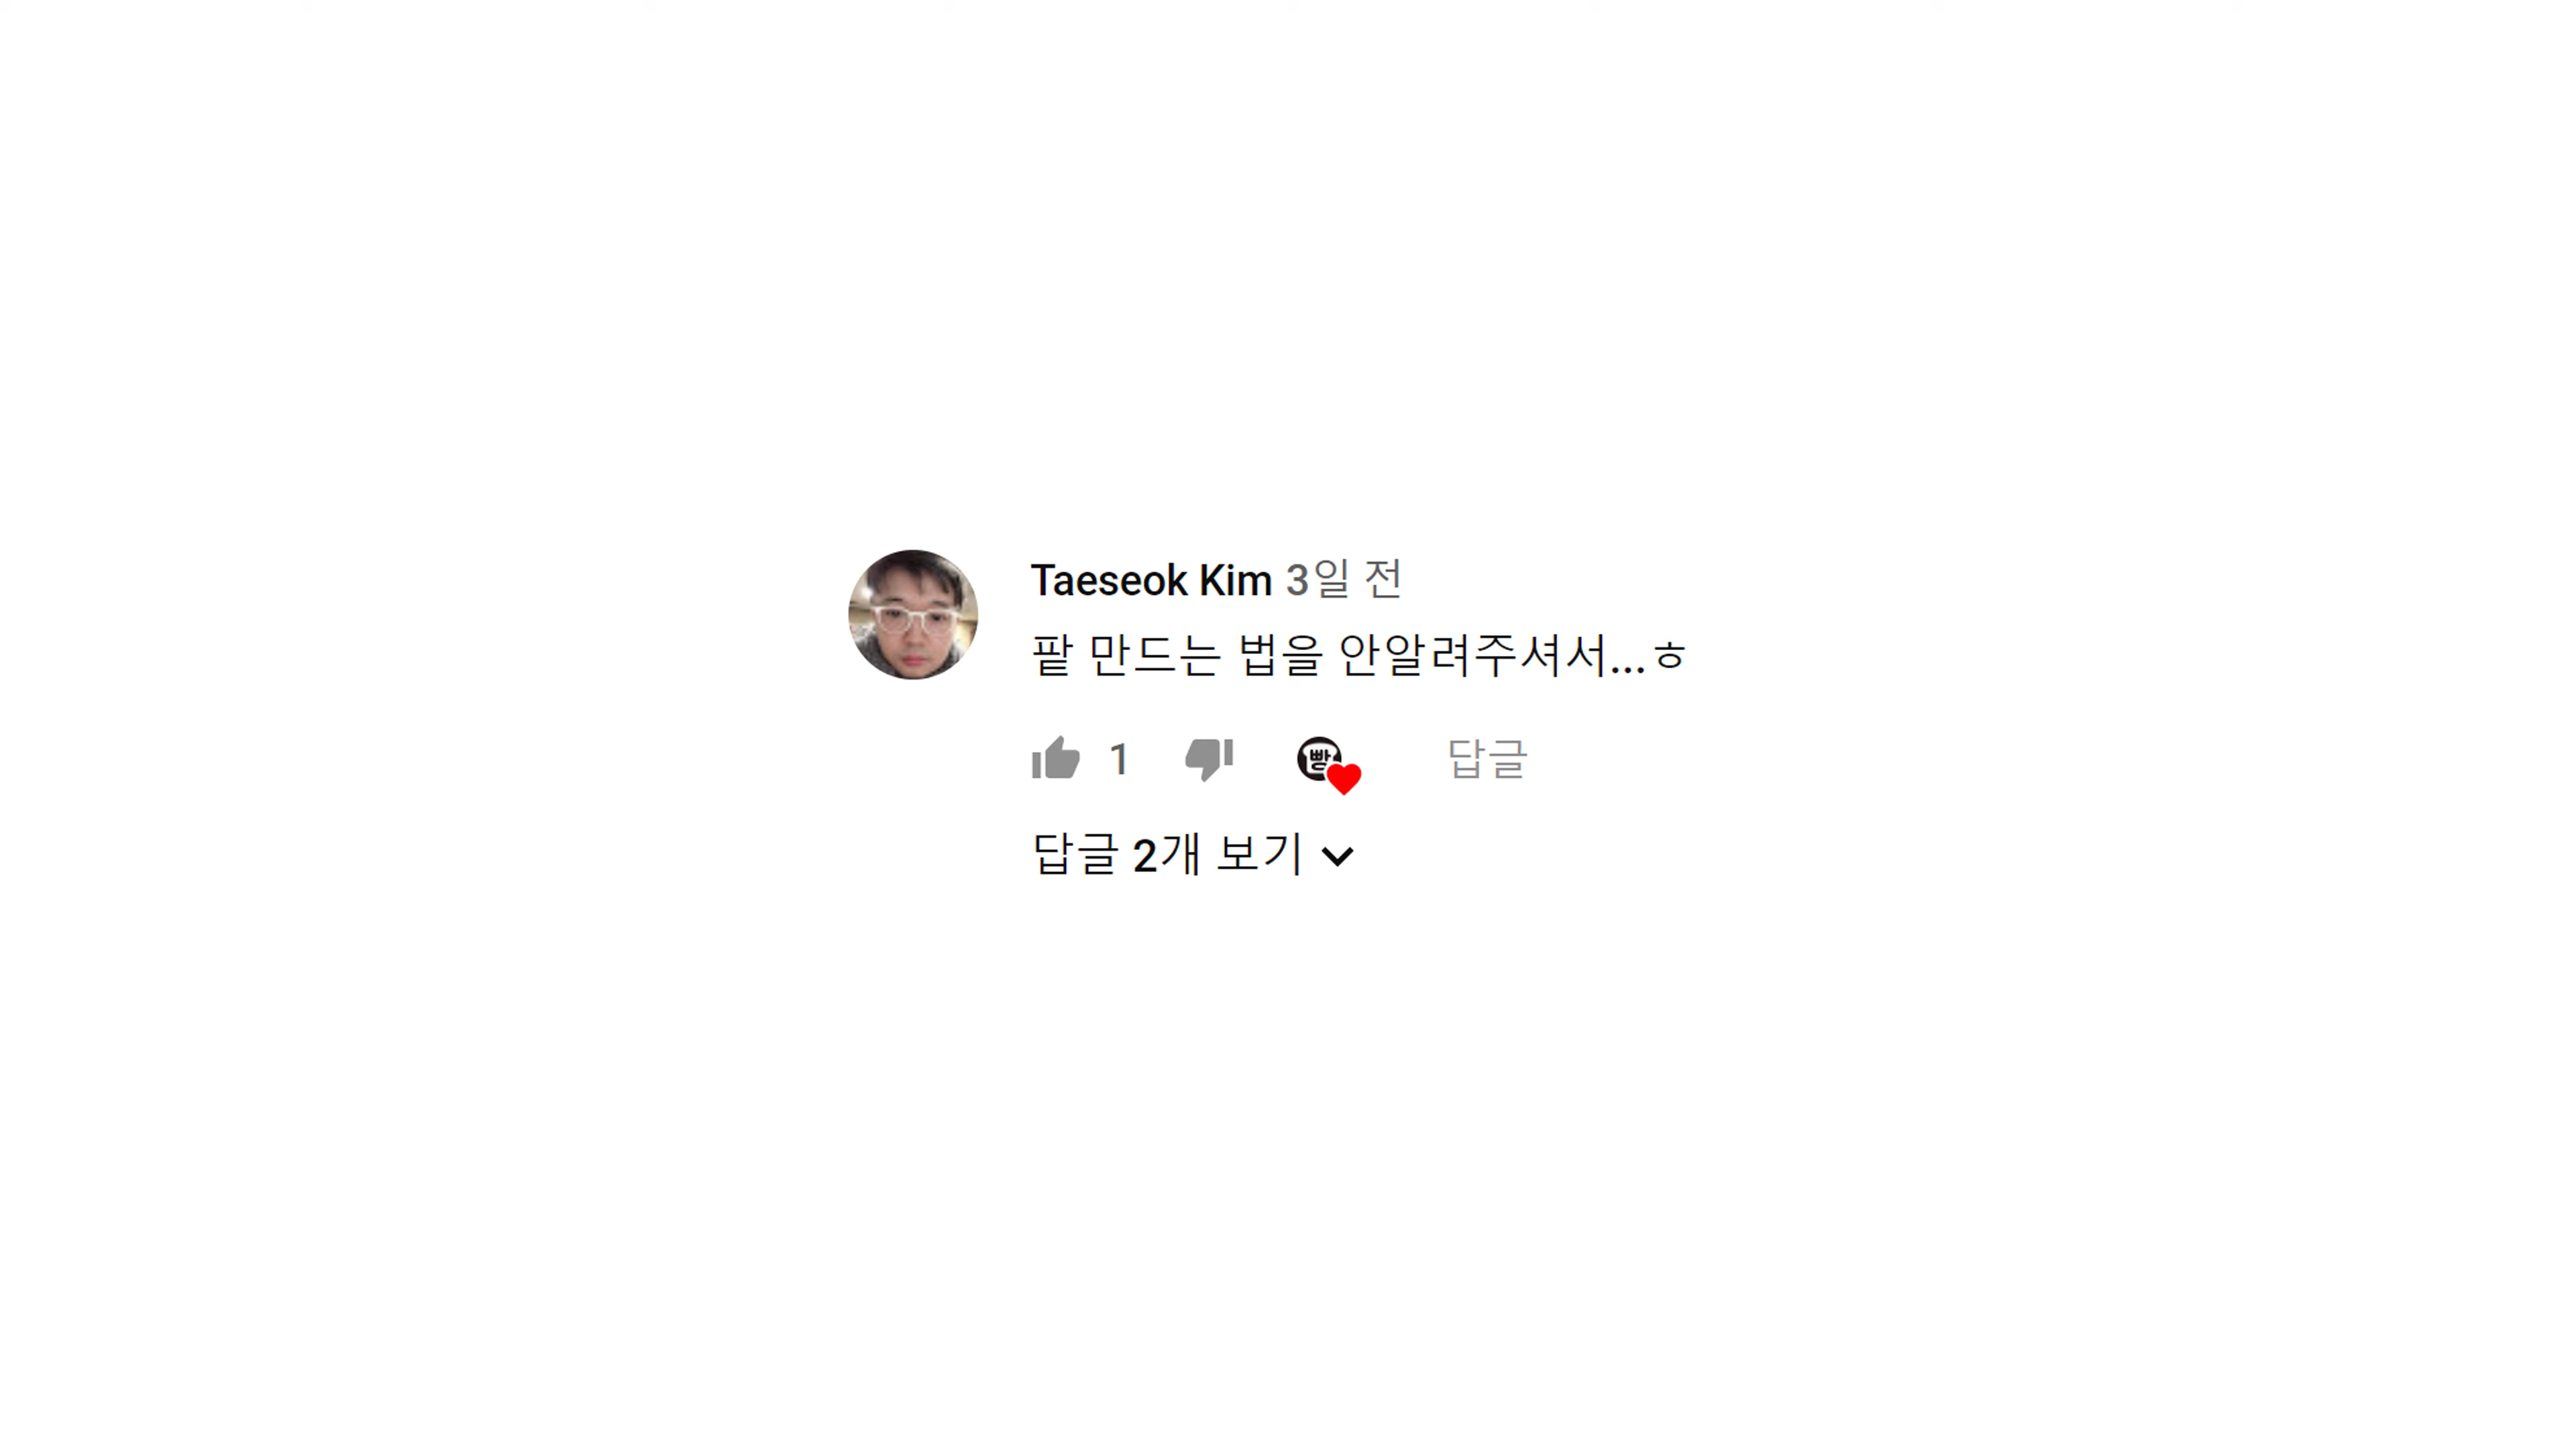 Taeseok Kim 3일 전
팥 만드는 법을 안알려주셔서...ㅎ
1 빵 답글
답글 2개 보기